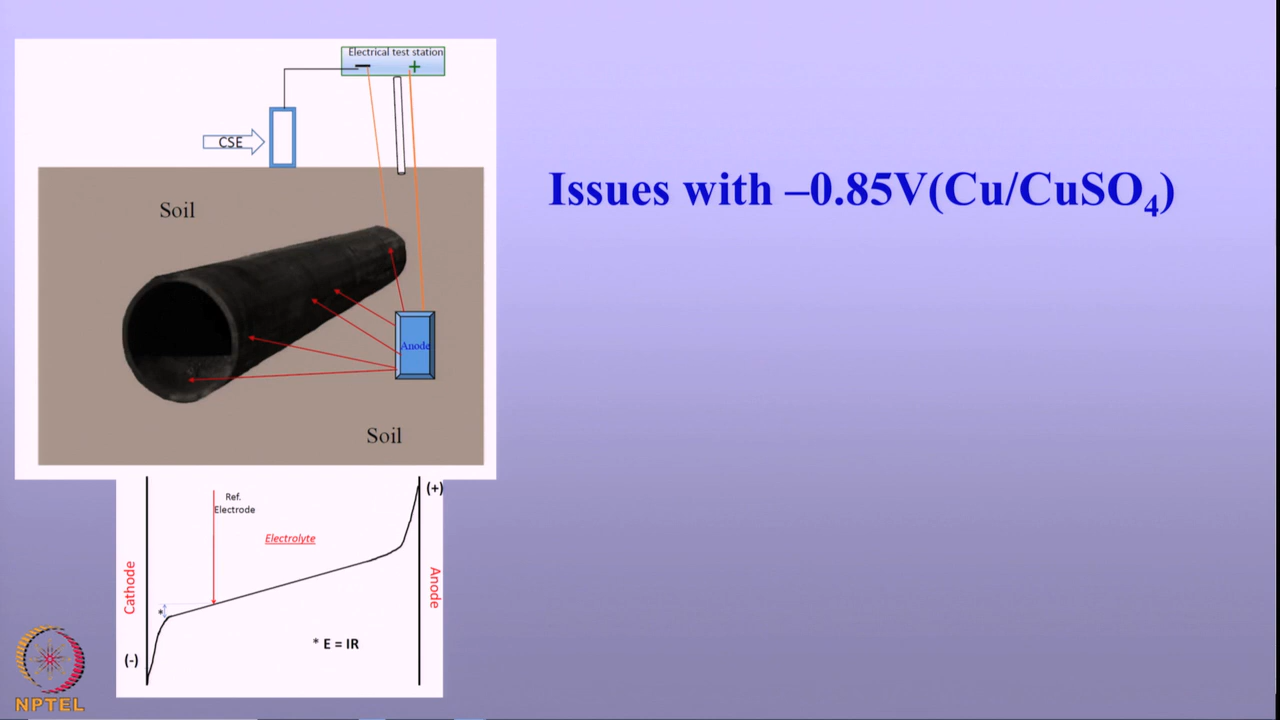 Electrical test station
− +
CSE
Issues with –0.85V(Cu/CuSO₄)
Soil
Anode
Soil
(+)
Ref.
Electrode
Electrolyte
Cathode
Anode
*
* E = IR
(-)
NPTEL